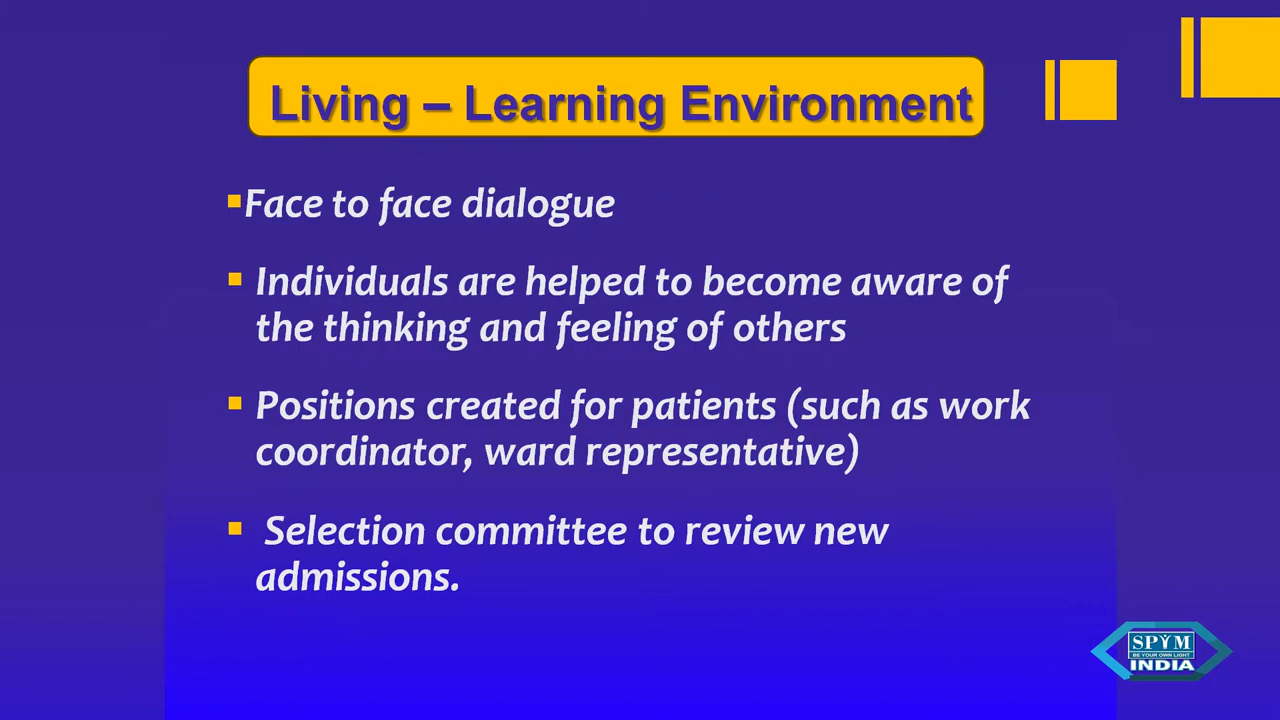 Living – Learning Environment
▪Face to face dialogue
▪ Individuals are helped to become aware of
the thinking and feeling of others
▪ Positions created for patients (such as work
coordinator, ward representative)
▪ Selection committee to review new
admissions.
SPYM
BE YOUR OWN LIGHT
INDIA